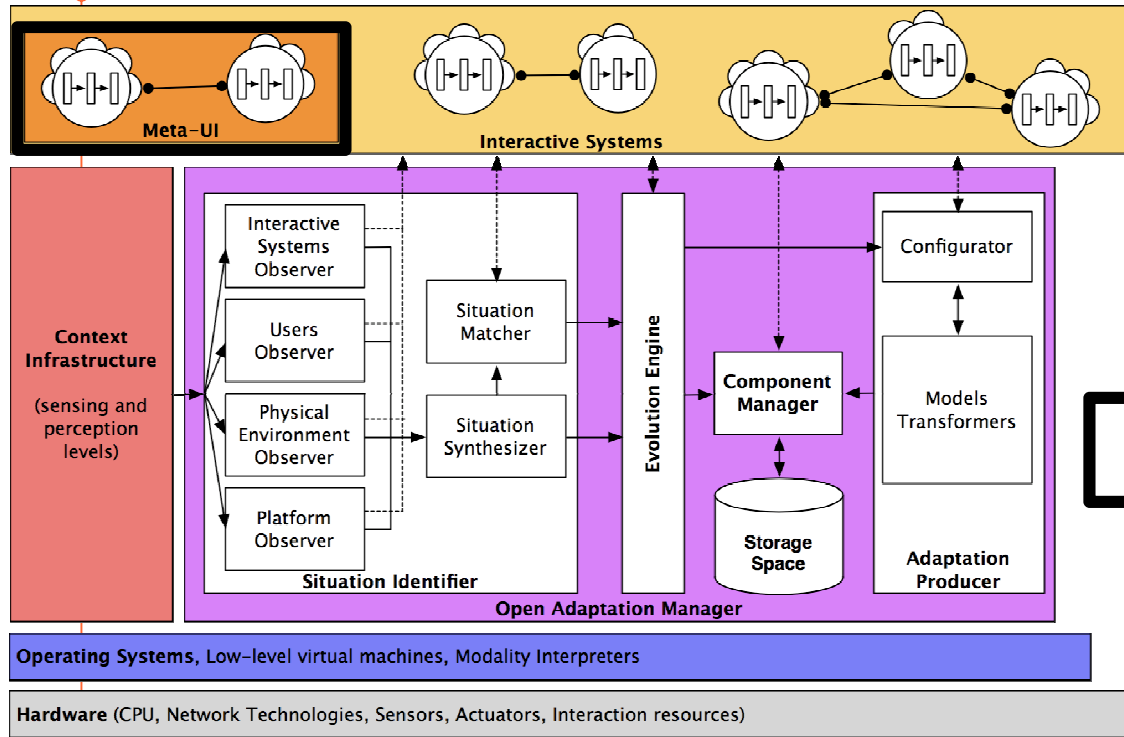 Meta-UI
Interactive Systems
Context
Infrastructure
(sensing and
perception
levels)
Interactive
Systems
Observer
Users
Observer
Physical
Environment
Observer
Platform
Observer
Situation
Matcher
Situation
Synthesizer
Situation Identifier
Evolution Engine
Component
Manager
Storage
Space
Configurator
Models
Transformers
Adaptation
Producer
Open Adaptation Manager
Operating Systems, Low-level virtual machines, Modality Interpreters
Hardware (CPU, Network Technologies, Sensors, Actuators, Interaction resources)